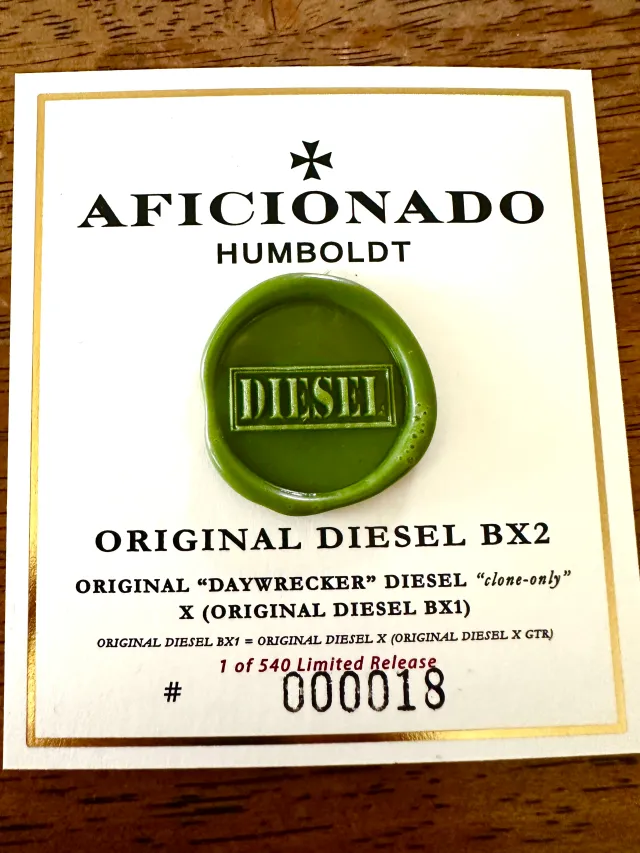 AFICIONADO
HUMBOLDT
DIESEL
ORIGINAL DIESEL BX2
ORIGINAL “DAYWRECKER” DIESEL “clone-only”
X (ORIGINAL DIESEL BX1)
ORIGINAL DIESEL BX1 = ORIGINAL DIESEL X (ORIGINAL DIESEL X GTR)
1 of 540 Limited Release
# 000018